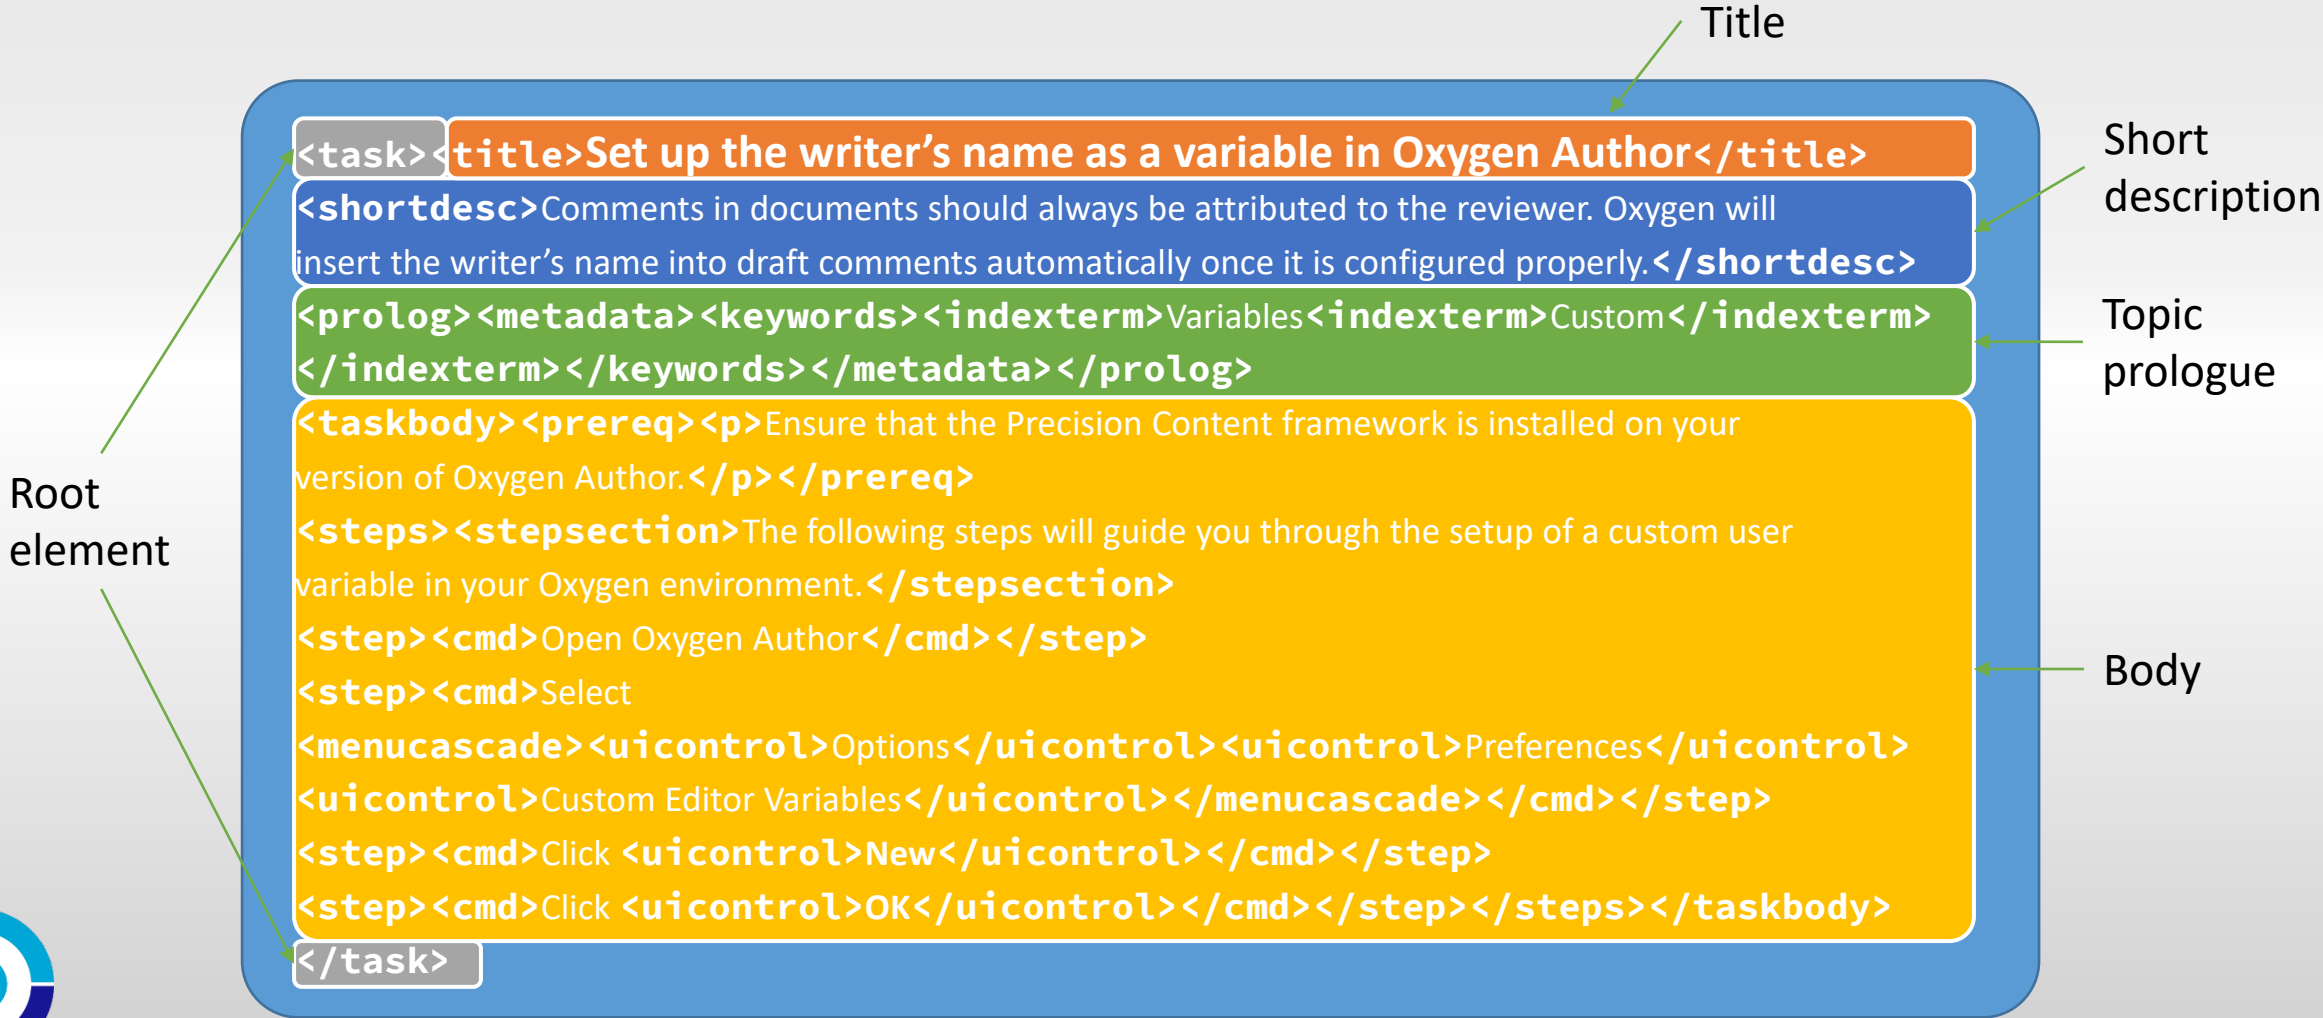 Title
<task><title>Set up the writer’s name as a variable in Oxygen Author</title>
<shortdesc>Comments in documents should always be attributed to the reviewer. Oxygen will
insert the writer’s name into draft comments automatically once it is configured properly.</shortdesc>
Short
description
<prolog><metadata><keywords><indexterm>Variables<indexterm>Custom</indexterm>
</indexterm></keywords></metadata></prolog>
Topic
prologue
<taskbody><prereq><p>Ensure that the Precision Content framework is installed on your
version of Oxygen Author.</p></prereq>
<steps><stepsection>The following steps will guide you through the setup of a custom user
variable in your Oxygen environment.</stepsection>
<step><cmd>Open Oxygen Author</cmd></step>
<step><cmd>Select
<menucascade><uicontrol>Options</uicontrol><uicontrol>Preferences</uicontrol>
<uicontrol>Custom Editor Variables</uicontrol></menucascade></cmd></step>
<step><cmd>Click <uicontrol>New</uicontrol></cmd></step>
<step><cmd>Click <uicontrol>OK</uicontrol></cmd></step></steps></taskbody>
</task>
Root
element
Body